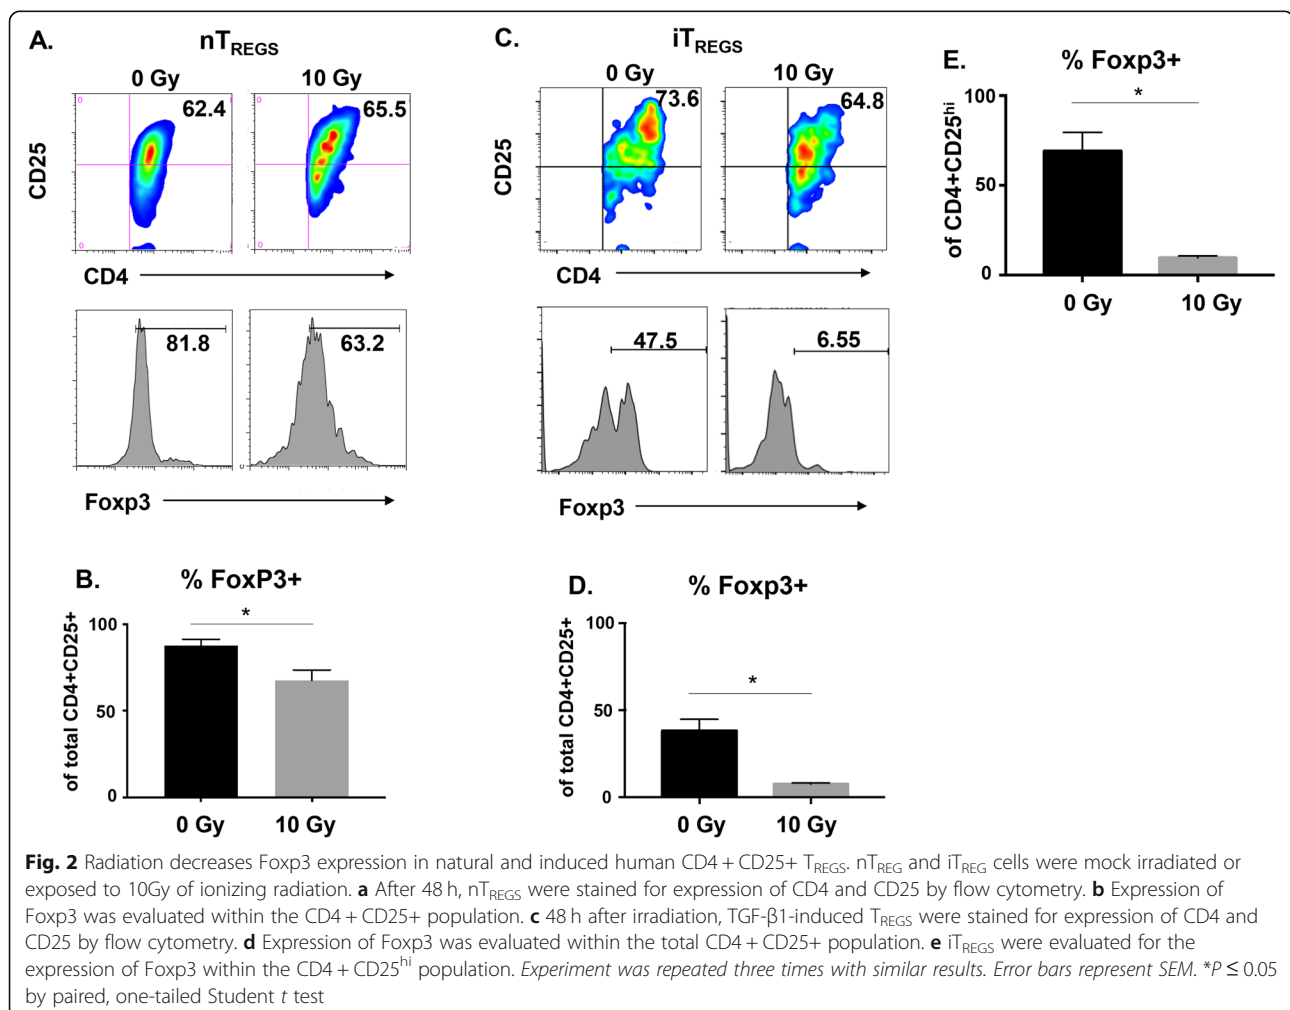 A.
nTREGS
0 Gy
10 Gy
0
62.4
0
65.5
CD25
0
0
0
CD4
81.8
63.2
0
Foxp3
C.
iTREGS
0 Gy
10 Gy
73.6
64.8
CD25
CD4
47.5
6.55
Foxp3
E.
% Foxp3+
of CD4+CD25hi
100
*
50
0
0 Gy
10 Gy
B.
% FoxP3+
of total CD4+CD25+
100
*
50
0
0 Gy
10 Gy
D.
% Foxp3+
of total CD4+CD25+
100
*
50
0
0 Gy
10 Gy
Fig. 2 Radiation decreases Foxp3 expression in natural and induced human CD4 + CD25+ TREGS. nTREG and iTREG cells were mock irradiated or
exposed to 10Gy of ionizing radiation. a After 48 h, nTREGS were stained for expression of CD4 and CD25 by flow cytometry. b Expression of
Foxp3 was evaluated within the CD4 + CD25+ population. c 48 h after irradiation, TGF-β1-induced TREGS were stained for expression of CD4 and
CD25 by flow cytometry. d Expression of Foxp3 was evaluated within the total CD4 + CD25+ population. e iTREGS were evaluated for the
expression of Foxp3 within the CD4 + CD25hi population. Experiment was repeated three times with similar results. Error bars represent SEM. *P ≤ 0.05
by paired, one-tailed Student t test